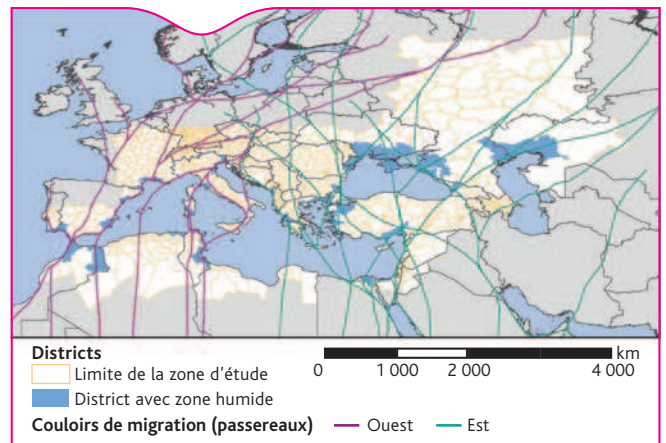 Districts
Limite de la zone d'étude
District avec zone humide
0 1 000 2 000 4 000 km
Couloirs de migration (passereaux) Ouest Est